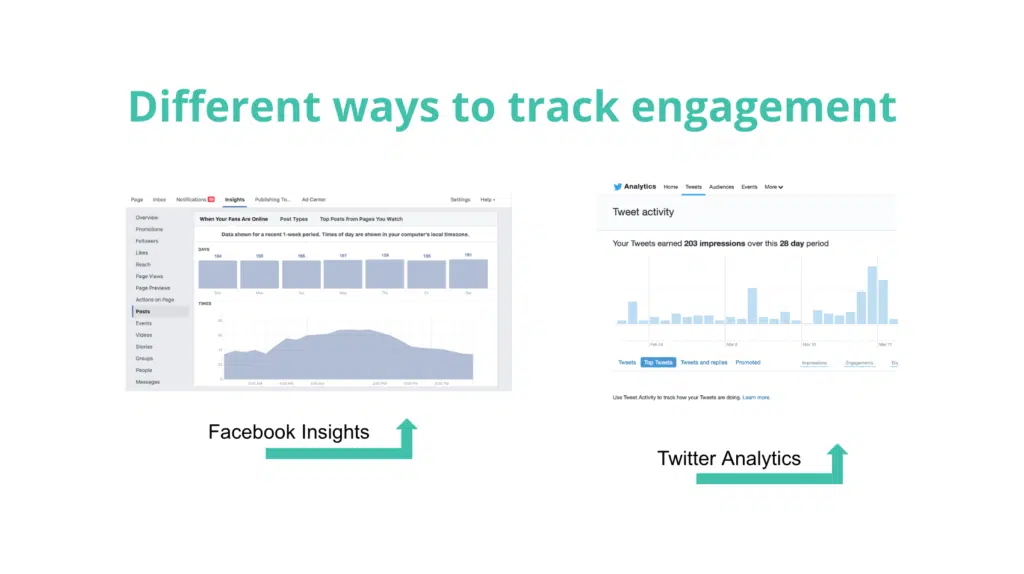 Different ways to track engagement
Page Inbox Notifications Insights Publishing To... Ad Center Settings Help
Overview
Promotions
Followers
Likes
Reach
Page Views
Page Previews
Actions on Page
Posts
Events
Videos
Stories
Groups
People
Messages
When Your Fans Are Online Post Types Top Posts from Pages You Watch
Data shown for a recent 1-week period. Times of day are shown in your computer's local timezone.
DAYS
TIMES
Facebook Insights
Analytics Home Tweets Audiences Events More
Tweet activity
Your Tweets earned 203 impressions over this 28 day period
Tweets Top Tweets Tweets and replies Promoted Impressions Engagements
Use Tweet Activity to track how your Tweets are doing. Learn more.
Twitter Analytics